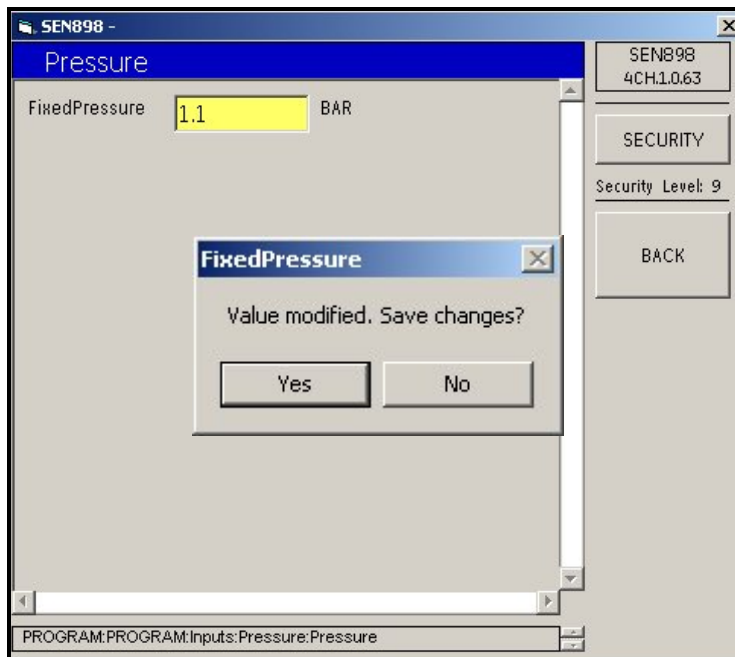 SEN898 -
Pressure
SEN898
4CH.1.0.63
FixedPressure 1.1 BAR
SECURITY
Security Level: 9
BACK
FixedPressure
Value modified. Save changes?
Yes No
PROGRAM:PROGRAM:Inputs:Pressure:Pressure